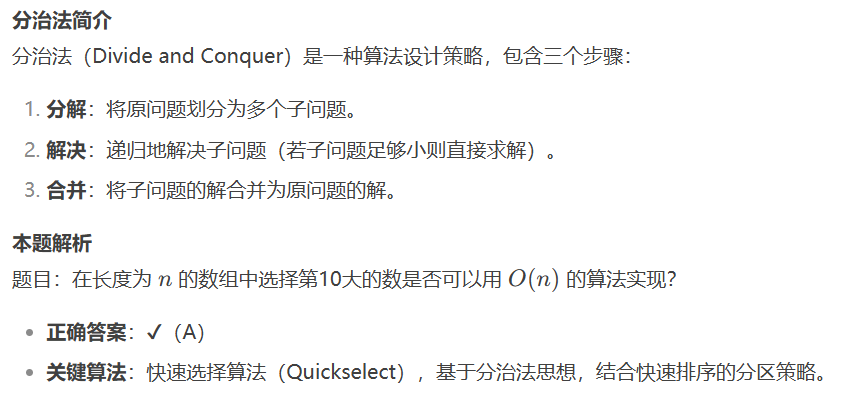 分治法简介
分治法（Divide and Conquer）是一种算法设计策略，包含三个步骤：
1. 分解：将原问题划分为多个子问题。
2. 解决：递归地解决子问题（若子问题足够小则直接求解）。
3. 合并：将子问题的解合并为原问题的解。
本题解析
题目：在长度为 n 的数组中选择第10大的数是否可以用 O(n) 的算法实现？
• 正确答案：✓（A）
• 关键算法：快速选择算法（Quickselect），基于分治法思想，结合快速排序的分区策略。